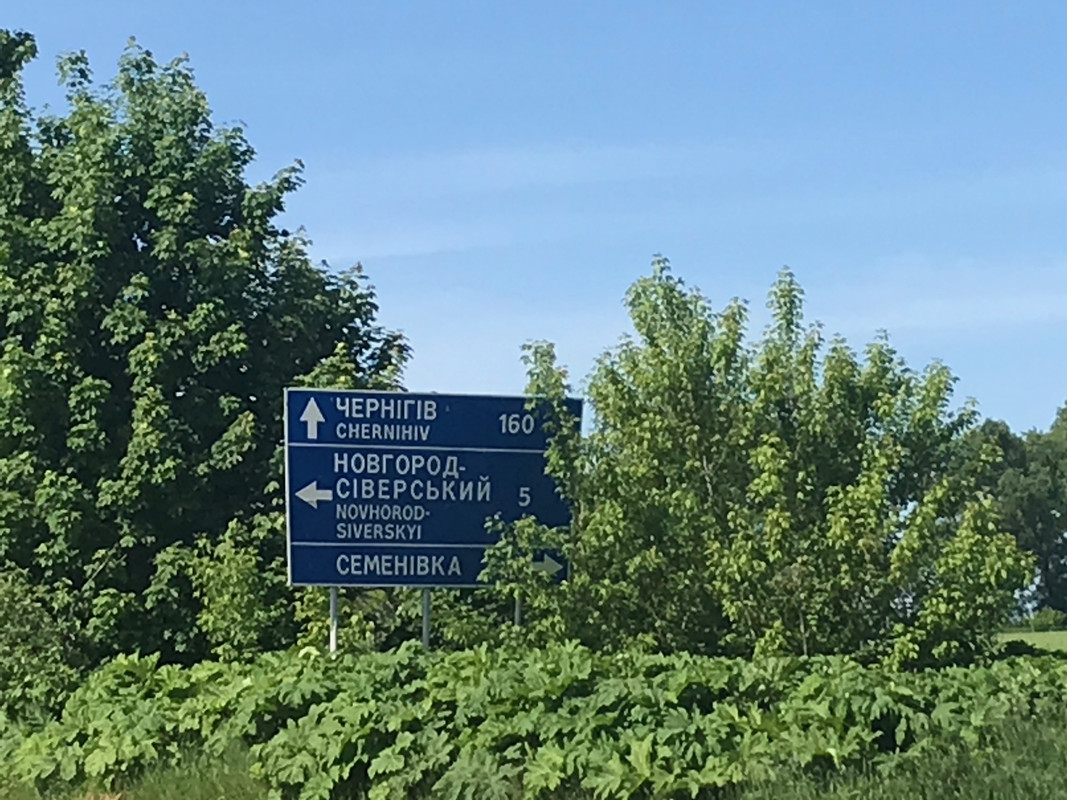 ЧЕРНІГІВ 160
CHERNIHIV
НОВГОРОД-
СІВЕРСЬКИЙ 5
NOVHOROD-
SIVERSKYI
СЕМЕНІВКА